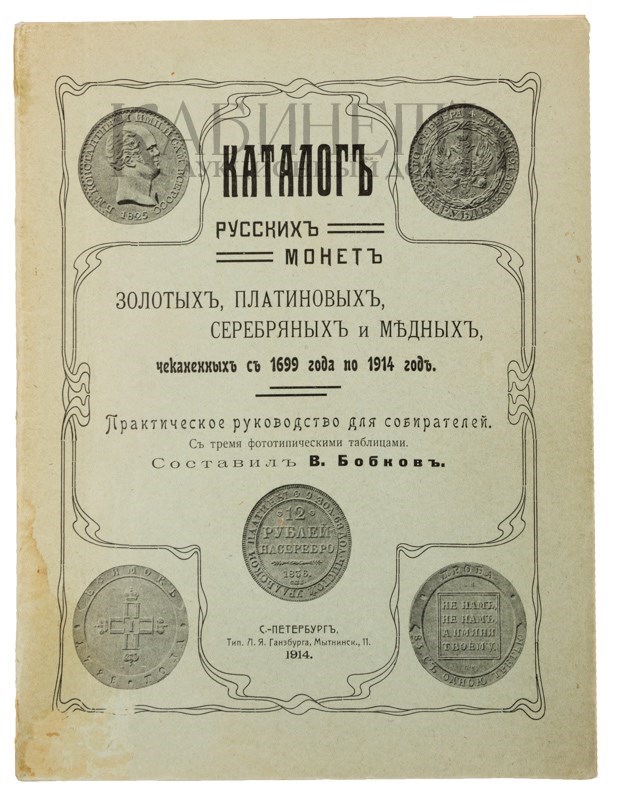 КАБИНЕТЪ
КАТАЛОГЪ
РУССКИХЪ
МОНЕТЪ
ЗОЛОТЫХЪ, ПЛАТИНОВЫХЪ,
СЕРЕБРЯНЫХЪ и МѢДНЫХЪ,
чеканенныхъ съ 1699 года по 1914 годъ.
Практическое руководство для собирателей.
Съ тремя фототипическими таблицами.
Составилъ В. Бобковъ.
1825
12
РУБЛЕЙ
НА СЕРЕБРО
НЕ НАМЪ,
НЕ НАМЪ,
А ИМЯНИ
ТВОЕМУ.
С.-ПЕТЕРБУРГЪ,
Тип. Л. Я. Ганзбурга, Мытнинск., 11.
1914.